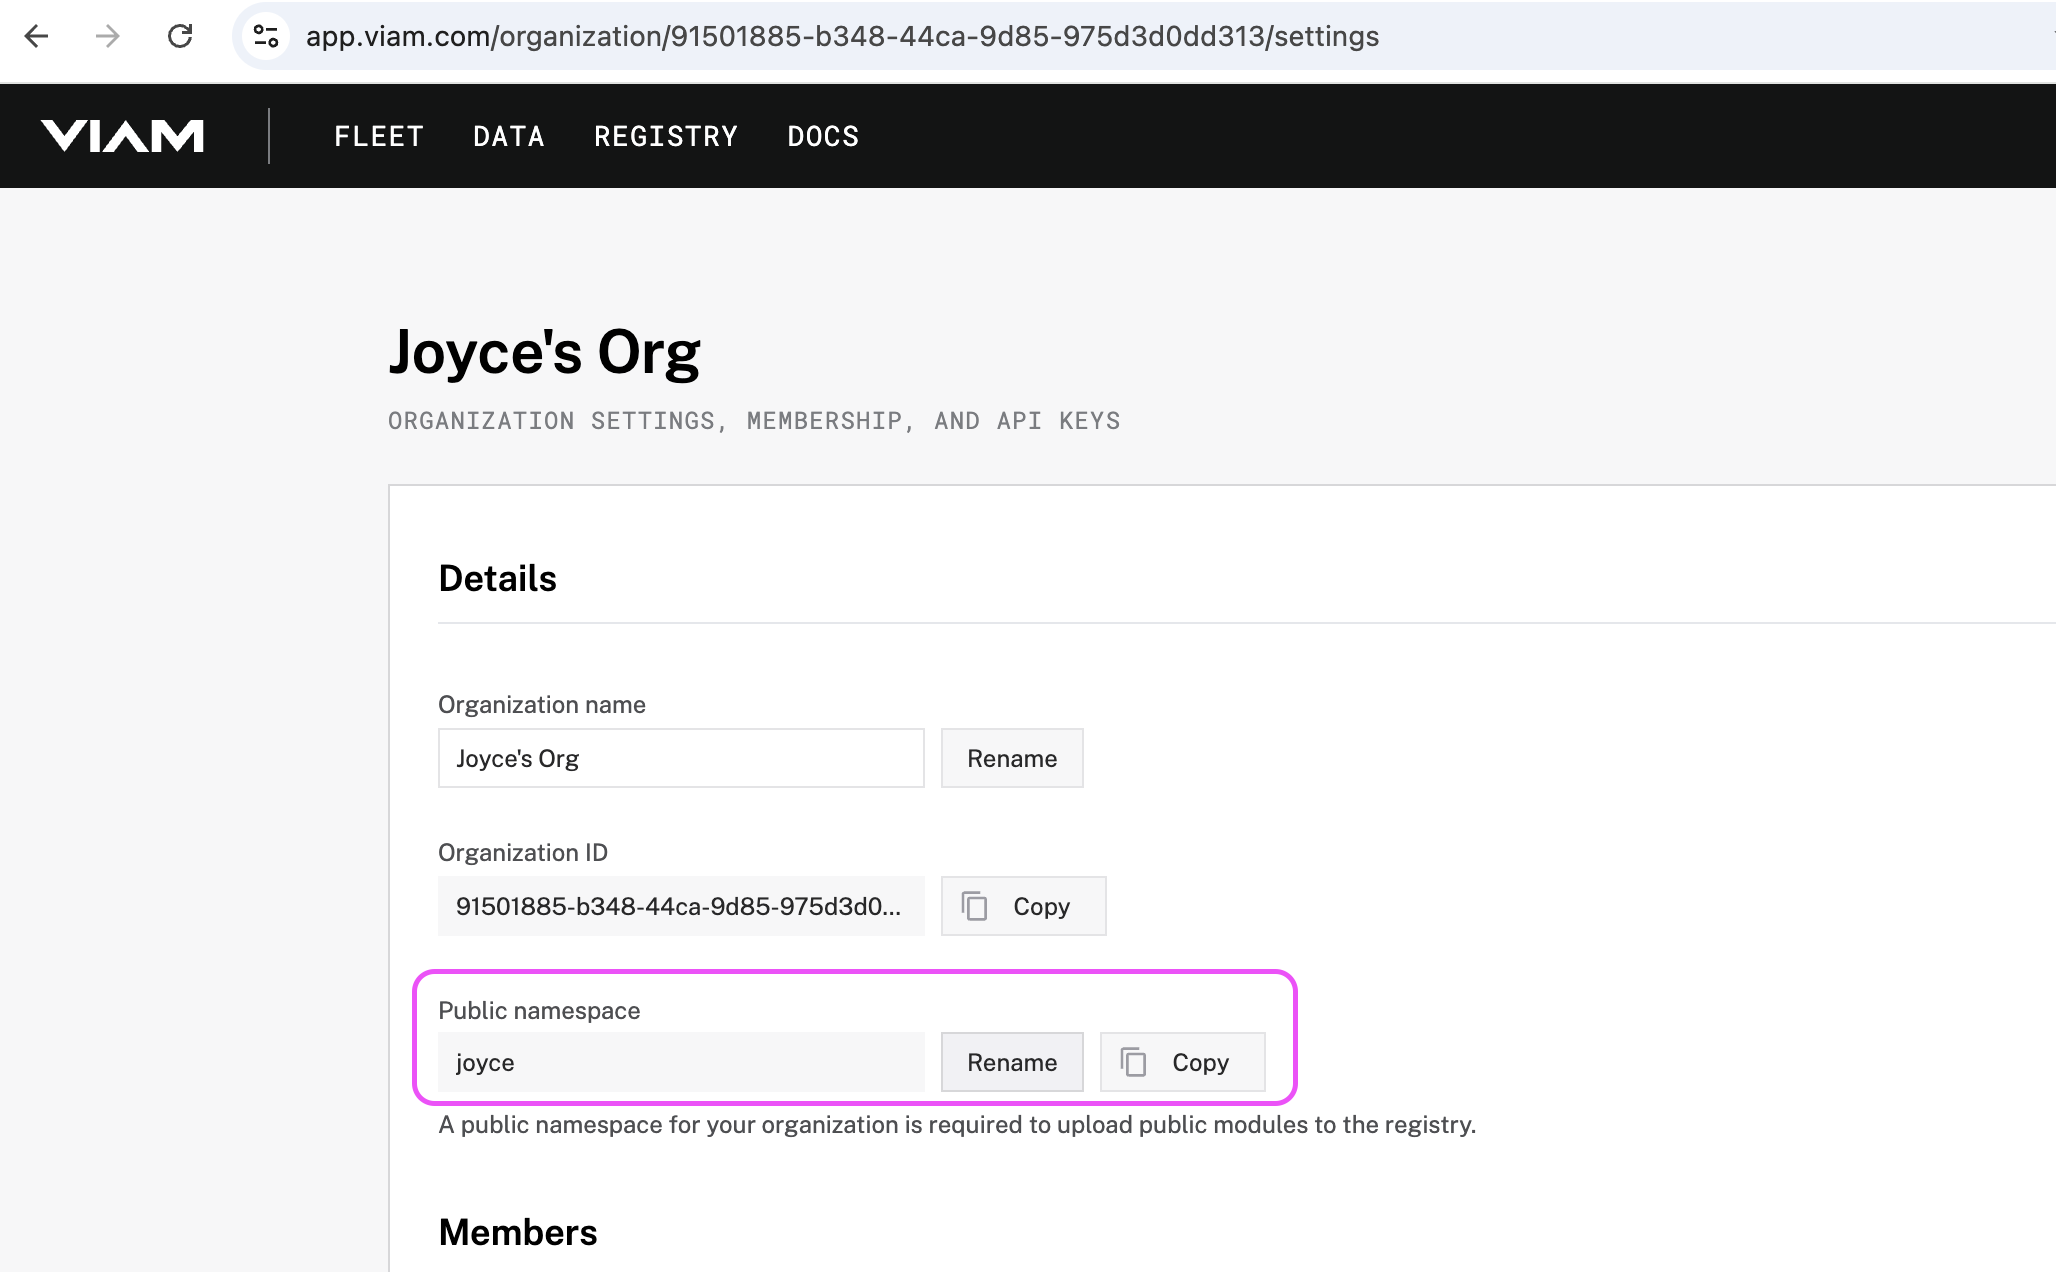 app.viam.com/organization/91501885-b348-44ca-9d85-975d3d0dd313/settings
VIAM FLEET DATA REGISTRY DOCS
Joyce's Org
ORGANIZATION SETTINGS, MEMBERSHIP, AND API KEYS
Details
Organization name
Joyce's Org Rename
Organization ID
91501885-b348-44ca-9d85-975d3d0... Copy
Public namespace
joyce Rename Copy
A public namespace for your organization is required to upload public modules to the registry.
Members